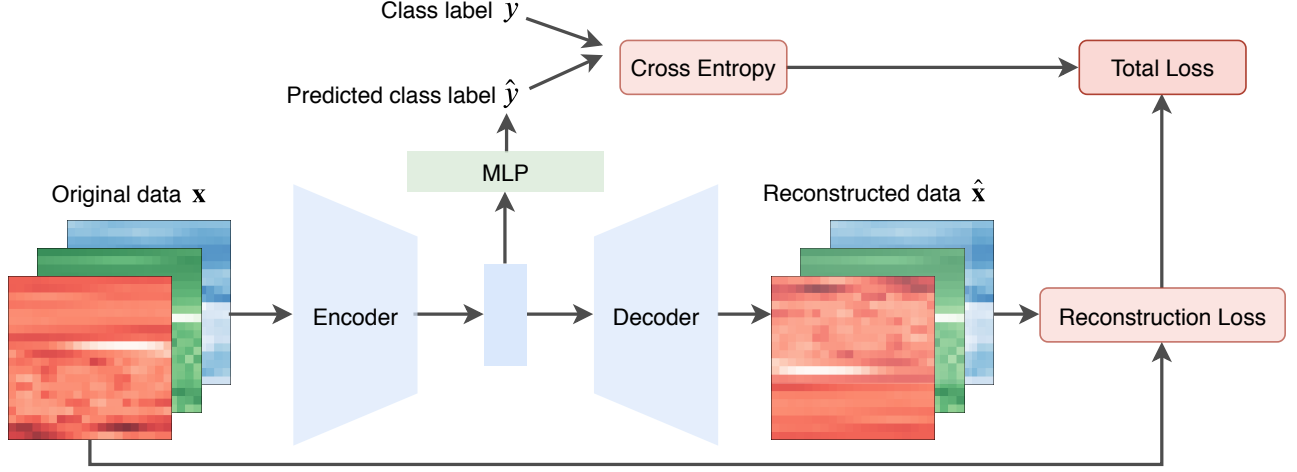 Class label y
Cross Entropy
Total Loss
Predicted class label ŷ
MLP
Original data x
Reconstructed data x̂
Encoder
Decoder
Reconstruction Loss